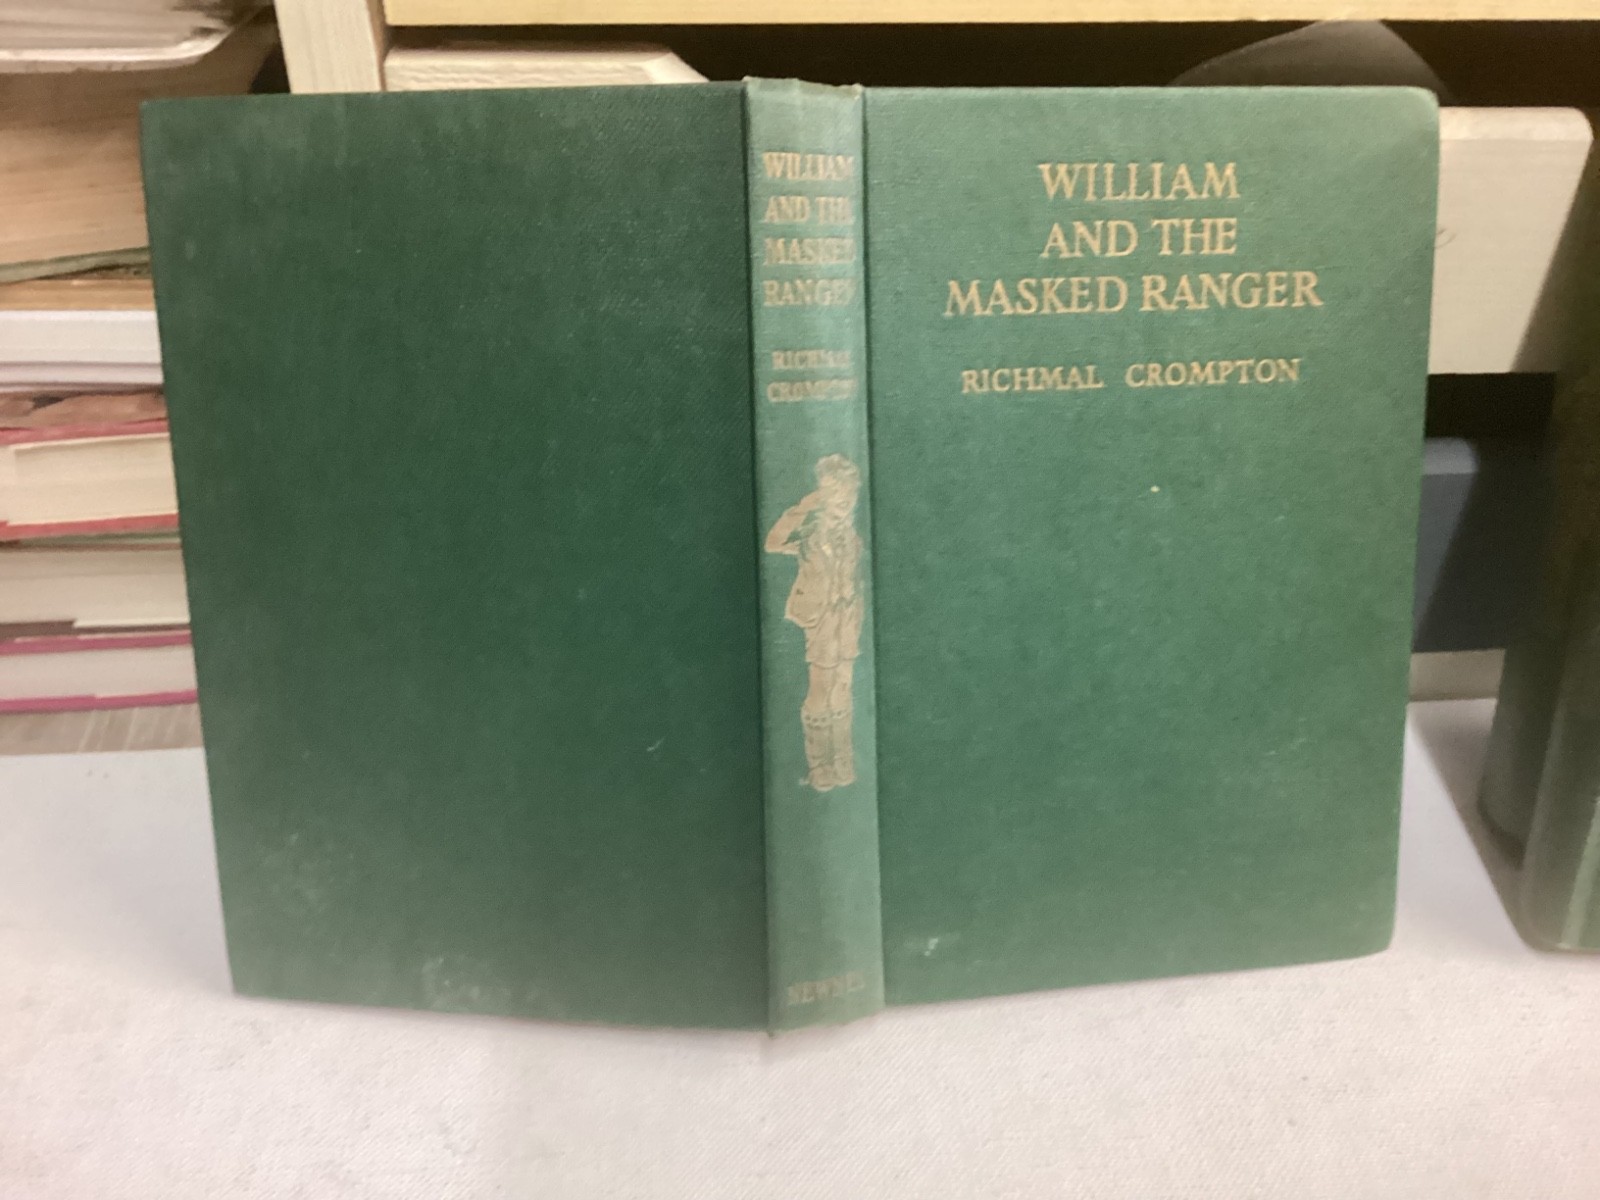 WILLIAM
AND THE
MASKED
RANGER
RICHMAL
CROMPTON
NEWNES
WILLIAM
AND THE
MASKED RANGER
RICHMAL CROMPTON